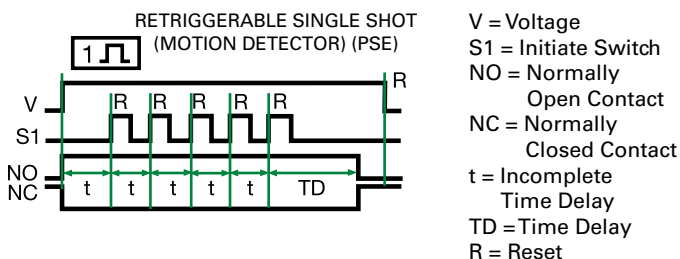 RETRIGGERABLE SINGLE SHOT
(MOTION DETECTOR) (PSE)
1
R
V
R R R R R
S1
NO
NC
t t t t t TD
V = Voltage
S1 = Initiate Switch
NO = Normally
Open Contact
NC = Normally
Closed Contact
t = Incomplete
Time Delay
TD = Time Delay
R = Reset